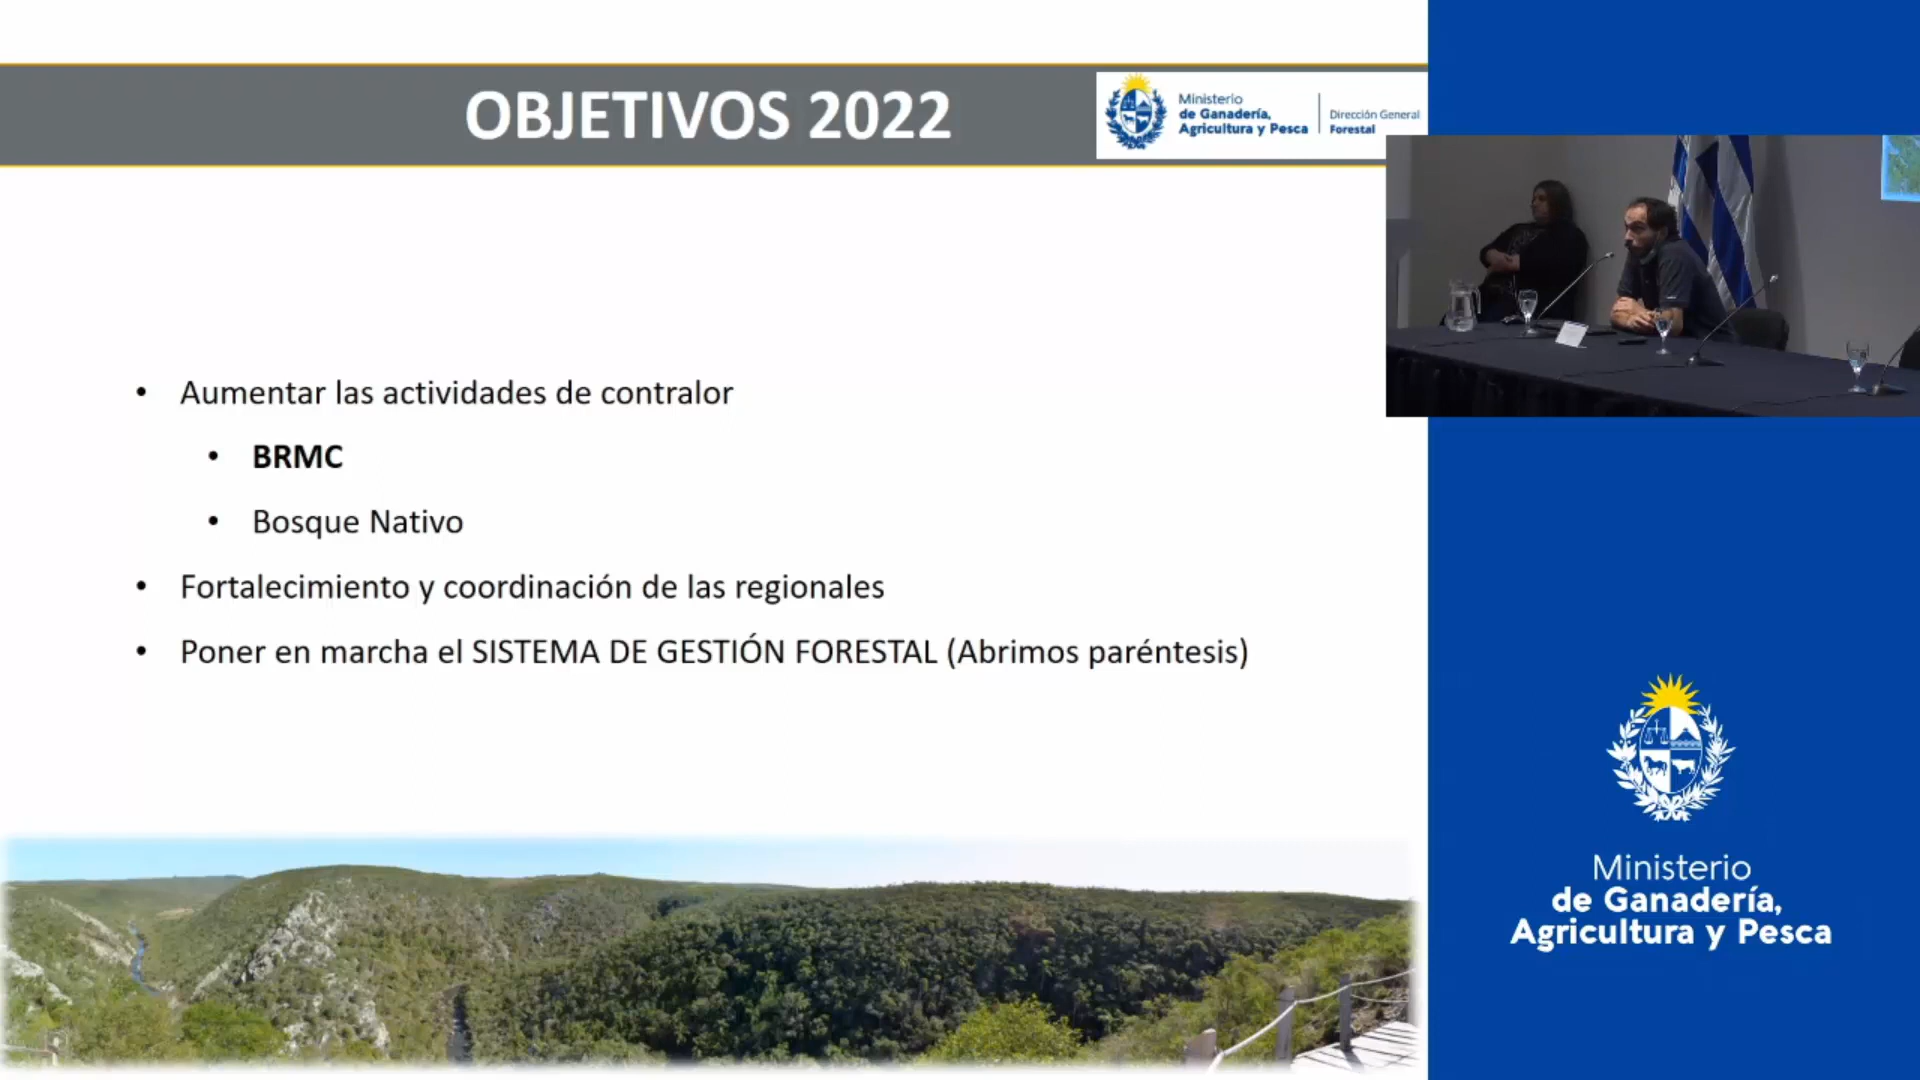 OBJETIVOS 2022
Ministerio
de Ganadería,
Agricultura y Pesca
Dirección General
Forestal
• Aumentar las actividades de contralor
• BRMC
• Bosque Nativo
• Fortalecimiento y coordinación de las regionales
• Poner en marcha el SISTEMA DE GESTIÓN FORESTAL (Abrimos paréntesis)
Ministerio
de Ganadería,
Agricultura y Pesca